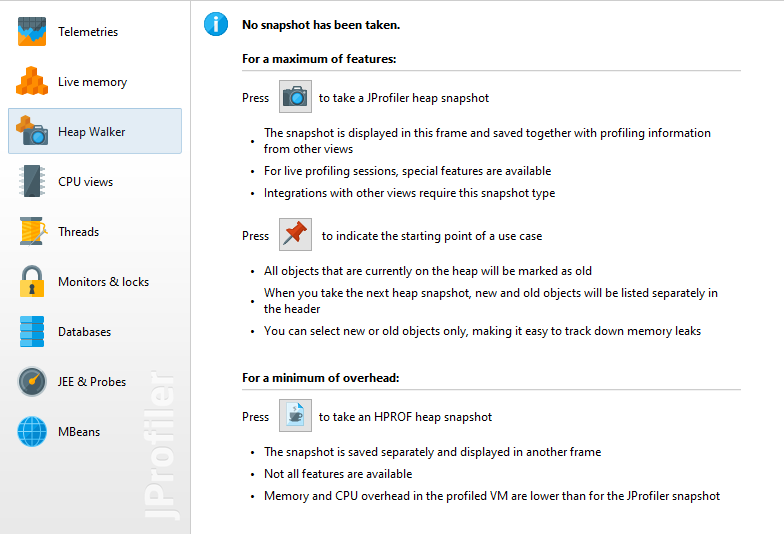 Telemetries
Live memory
Heap Walker
CPU views
Threads
Monitors & locks
Databases
JEE & Probes
MBeans
JProfiler
No snapshot has been taken.
For a maximum of features:
Press to take a JProfiler heap snapshot
• The snapshot is displayed in this frame and saved together with profiling information
from other views
• For live profiling sessions, special features are available
• Integrations with other views require this snapshot type
Press to indicate the starting point of a use case
• All objects that are currently on the heap will be marked as old
• When you take the next heap snapshot, new and old objects will be listed separately in
the header
• You can select new or old objects only, making it easy to track down memory leaks
For a minimum of overhead:
Press to take an HPROF heap snapshot
• The snapshot is saved separately and displayed in another frame
• Not all features are available
• Memory and CPU overhead in the profiled VM are lower than for the JProfiler snapshot